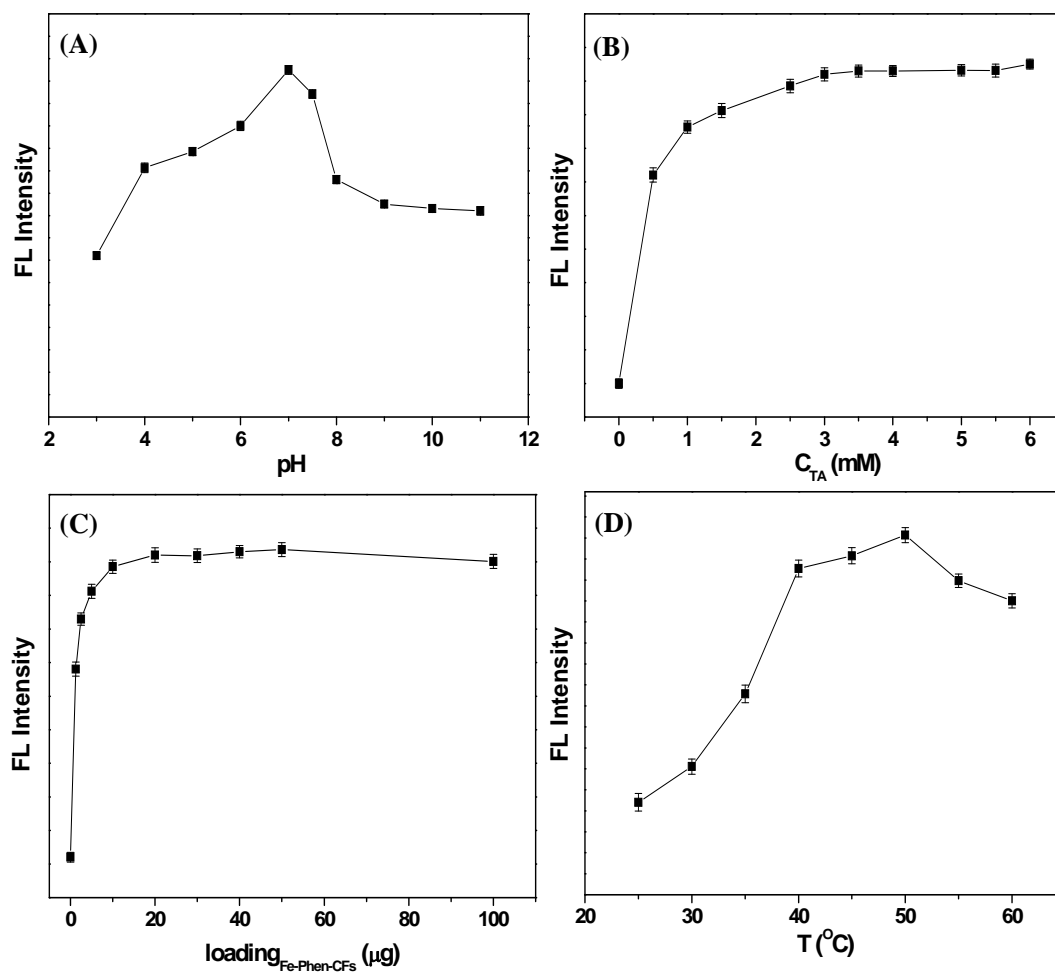 (A)
FL Intensity
2 4 6 8 10 12
pH
(B)
FL Intensity
0 1 2 3 4 5 6
C_TA (mM)
(C)
FL Intensity
0 20 40 60 80 100
loading_Fe-Phen-CFs (μg)
(D)
FL Intensity
20 30 40 50 60
T (°C)